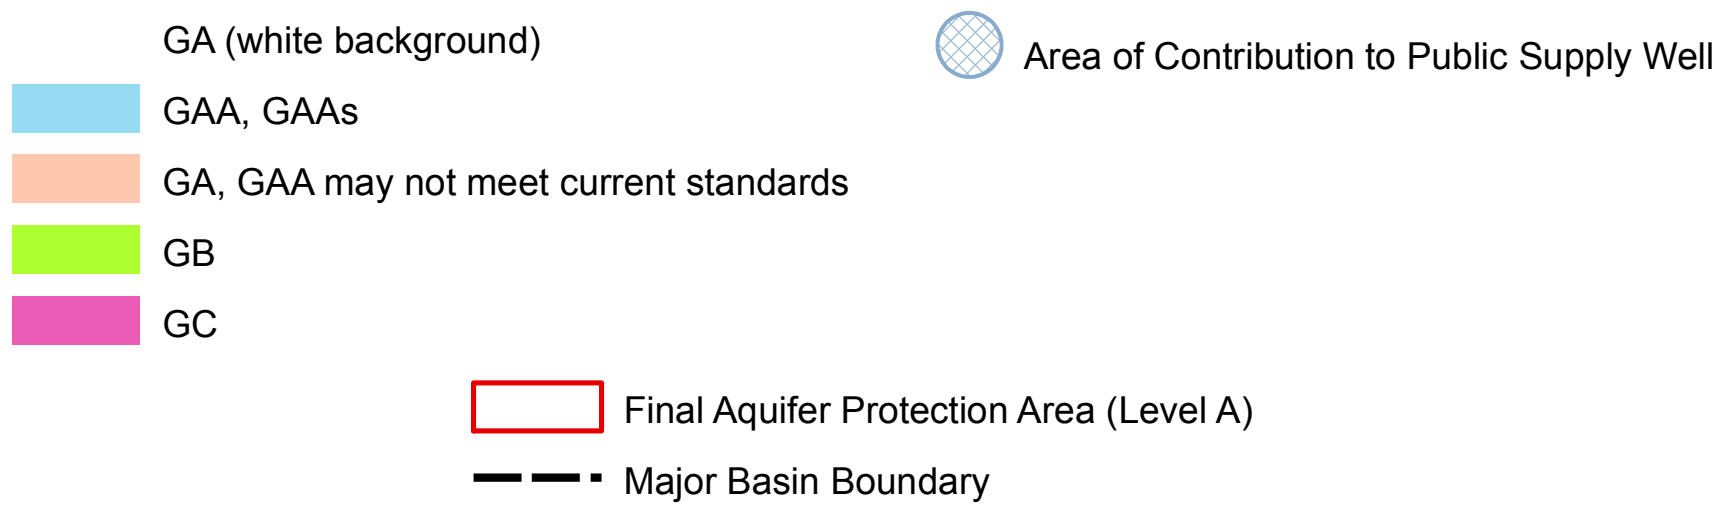 GA (white background)
Area of Contribution to Public Supply Well
GAA, GAAs
GA, GAA may not meet current standards
GB
GC
Final Aquifer Protection Area (Level A)
Major Basin Boundary